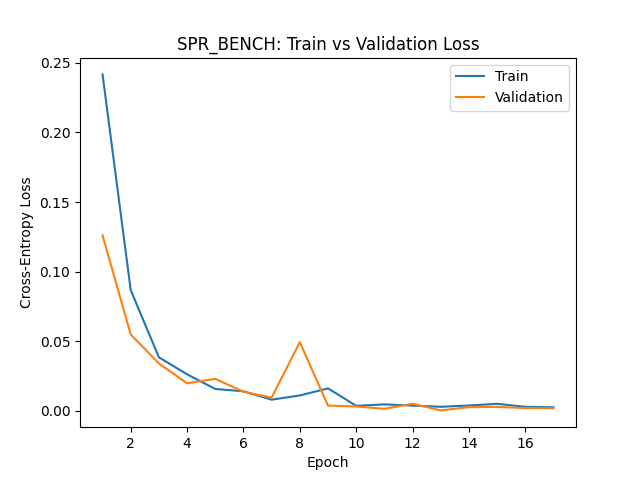 SPR_BENCH: Train vs Validation Loss
Train
Validation
0.25
0.20
0.15
0.10
0.05
0.00
Cross-Entropy Loss
2 4 6 8 10 12 14 16
Epoch